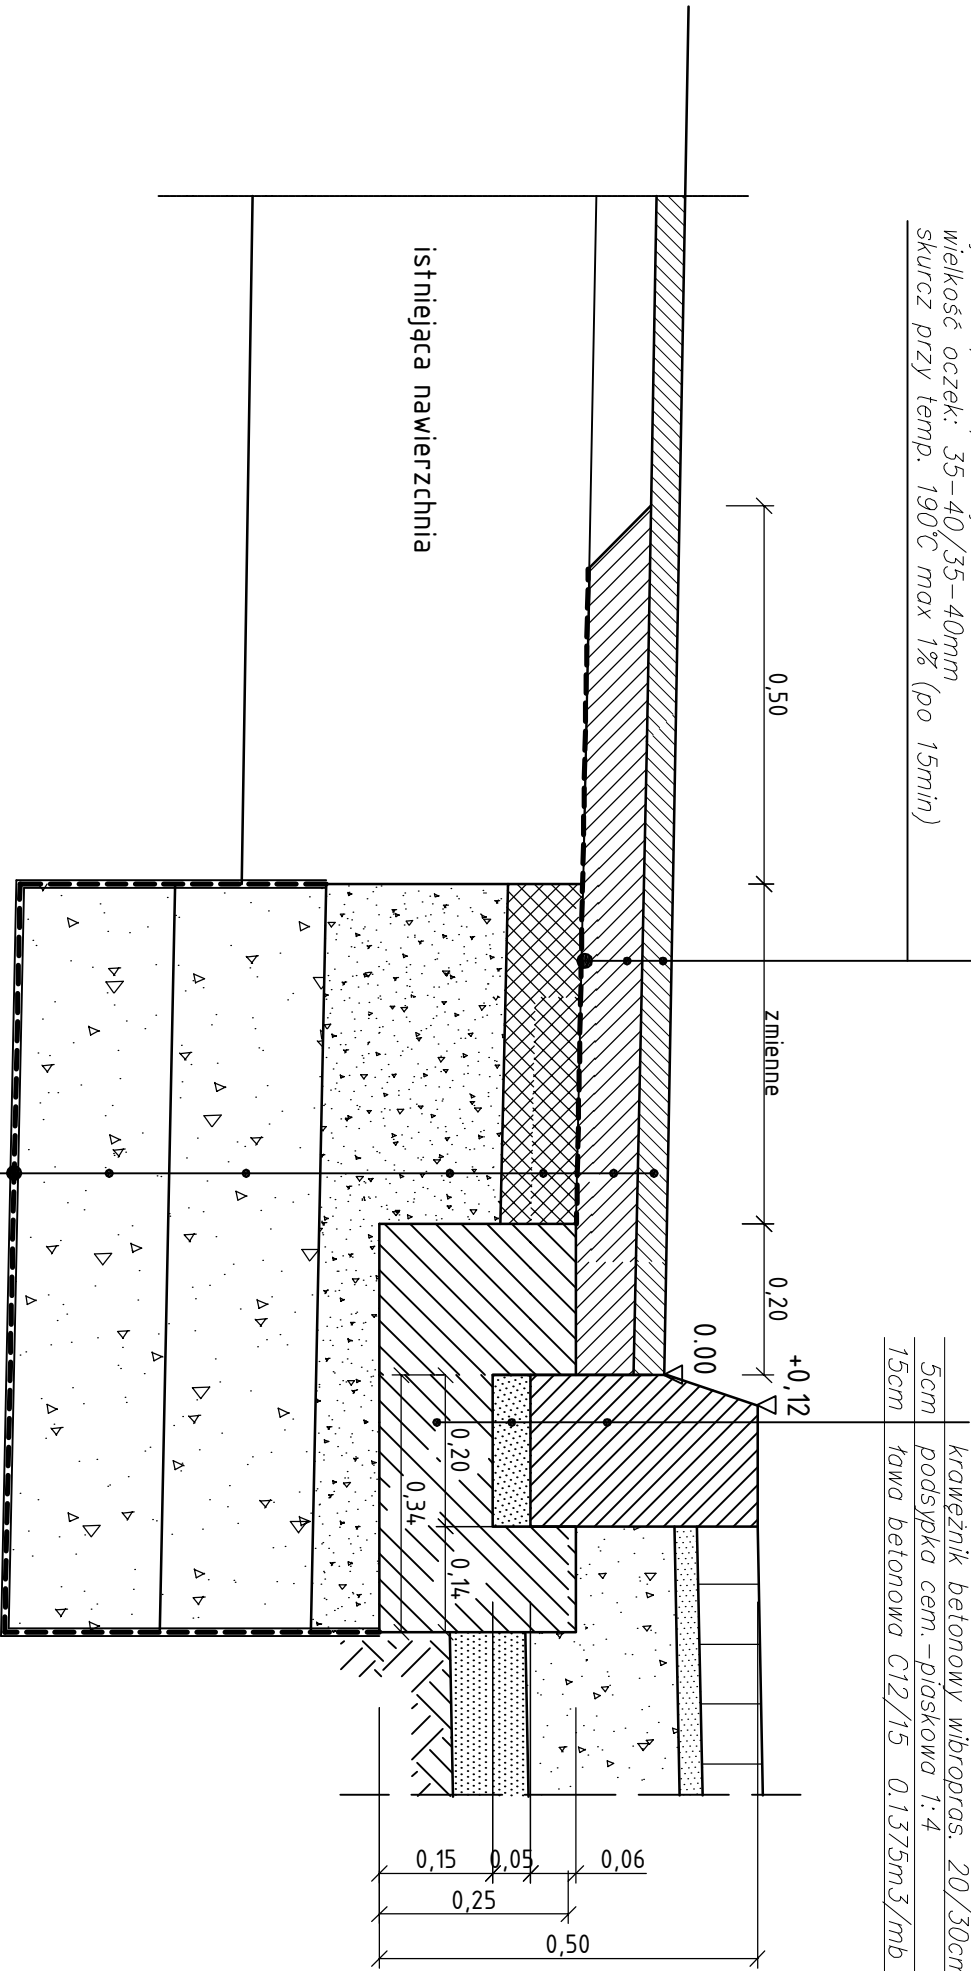 wielkość oczek: 35-40/35-40mm
skurcz przy temp. 190°C max 1% (po 15min)
krawężnik betonowy wibropras. 20/30cm
5cm podsypka cem.-piaskowa 1:4
15cm ława betonowa C12/15 0.1375m3/mb
0,50
zmienne
0,20
+0,12
0.00
istniejąca nawierzchnia
0,20
0,14
0,34
0,15
0,05
0,06
0,25
0,50